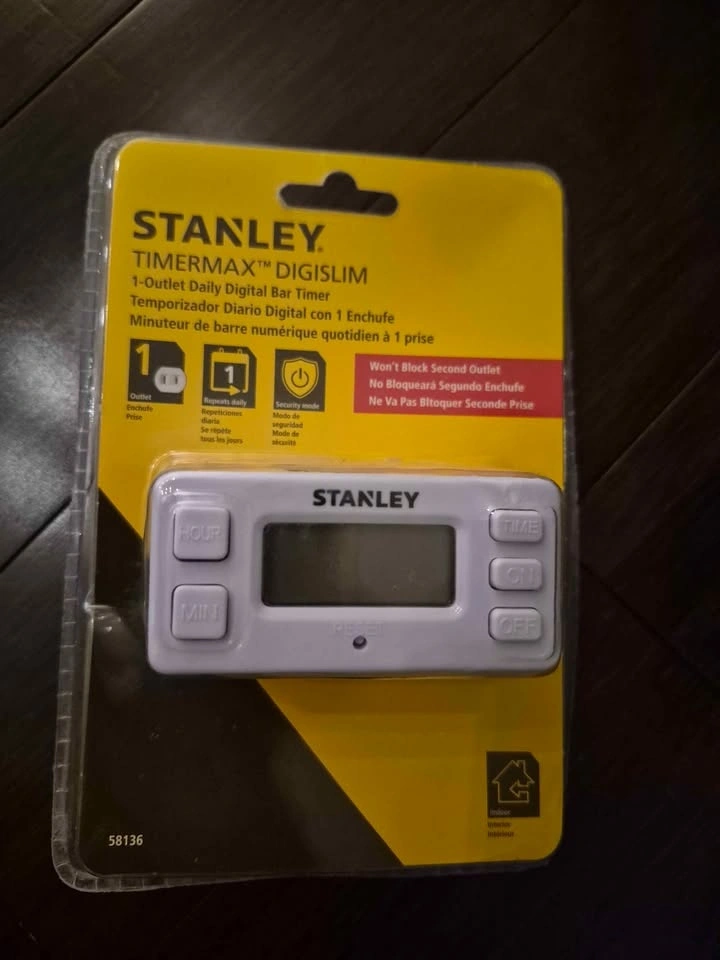 STANLEY
TIMERMAX™ DIGISLIM
1-Outlet Daily Digital Bar Timer
Temporizador Diario Digital con 1 Enchufe
Minuteur de barre numérique quotidien à 1 prise
1
Outlet
Enchufe
Prise
1
Repeats daily
Repeticiones
diaria
Se répète
tous les jours
Security mode
Modo de
seguridad
Mode de
sécurité
Won't Block Second Outlet
No Bloqueará Segundo Enchufe
Ne Va Pas Bltoquer Seconde Prise
STANLEY
HOUR
MIN
RESET
TIME
ON
OFF
Indoor
Interior
Intérieur
58136